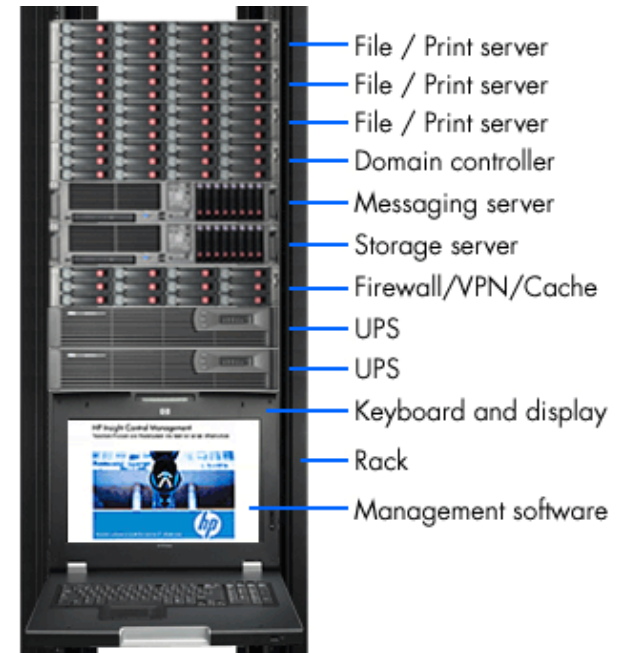 File / Print server
File / Print server
File / Print server
Domain controller
Messaging server
Storage server
Firewall/VPN/Cache
UPS
UPS
Keyboard and display
Rack
HP Insight Control Management
Management software
hp